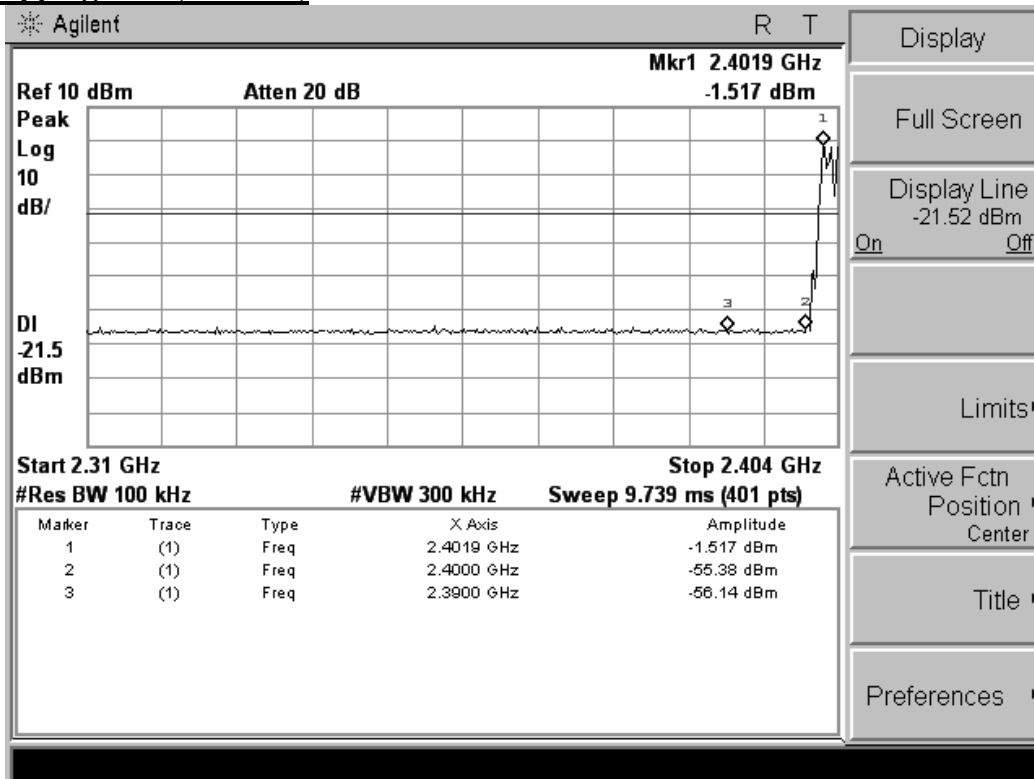 Agilent R T
Mkr1 2.4019 GHz
Ref 10 dBm Atten 20 dB -1.517 dBm
Peak
Log
10
dB/
1
3
2
DI
-21.5
dBm
Start 2.31 GHz Stop 2.404 GHz
#Res BW 100 kHz #VBW 300 kHz Sweep 9.739 ms (401 pts)
Marker Trace Type X Axis Amplitude
1 (1) Freq 2.4019 GHz -1.517 dBm
2 (1) Freq 2.4000 GHz -55.38 dBm
3 (1) Freq 2.3900 GHz -56.14 dBm
Display
Full Screen
Display Line
-21.52 dBm
On Off
Limits
Active Fctn
Position
Center
Title
Preferences